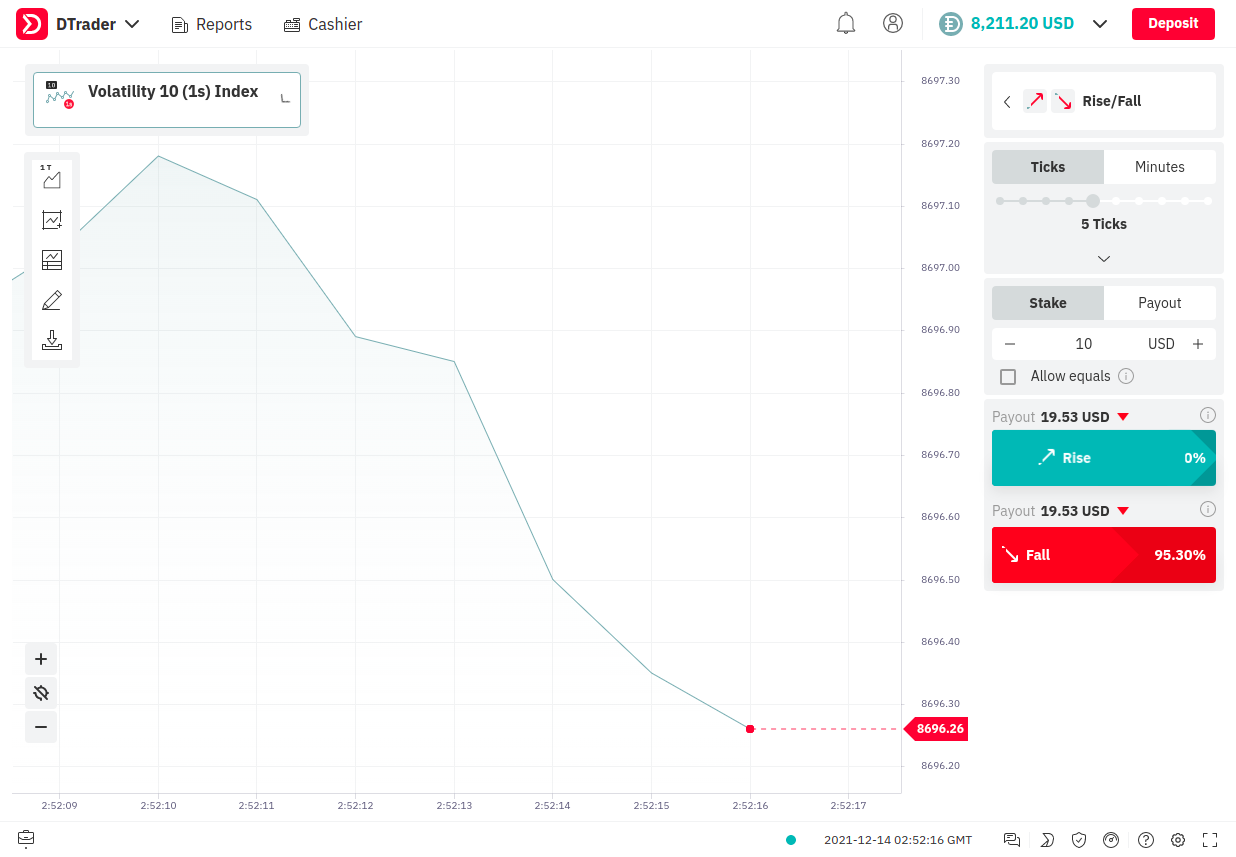 DTrader
Reports
Cashier
8,211.20 USD
Deposit
10
1s
Volatility 10 (1s) Index
1 T
8697.30
8697.20
8697.10
8697.00
8696.90
8696.80
8696.70
8696.60
8696.50
8696.40
8696.30
8696.26
8696.20
2:52:09
2:52:10
2:52:11
2:52:12
2:52:13
2:52:14
2:52:15
2:52:16
2:52:17
Rise/Fall
Ticks Minutes
5 Ticks
Stake Payout
10 USD
Allow equals
Payout 19.53 USD
Rise 0%
Payout 19.53 USD
Fall 95.30%
2021-12-14 02:52:16 GMT